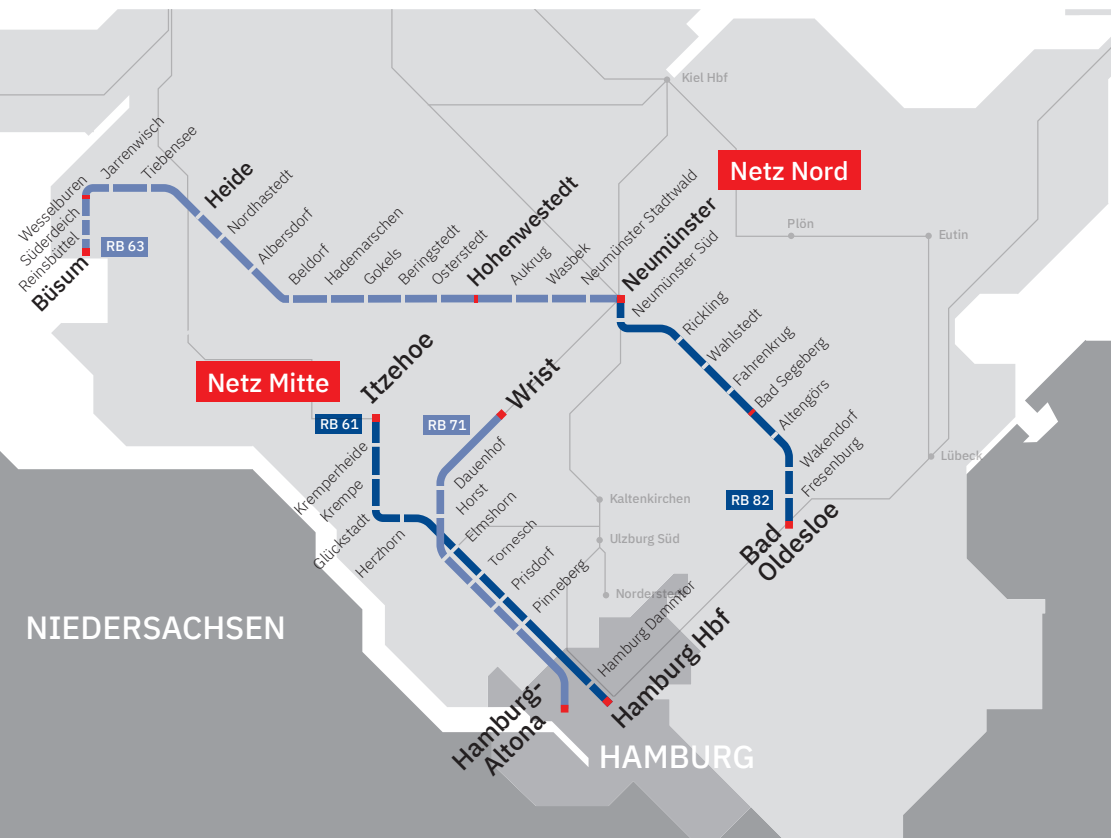 Kiel Hbf
Netz Nord
Plön
Eutin
Lübeck
Wesselburen
Jarrenwisch
Tiebensee
Süderdeich
Reinsbüttel
Büsum
RB 63
Heide
Nordhastedt
Albersdorf
Beldorf
Hademarschen
Gokels
Beringstedt
Osterstedt
Hohenwestedt
Aukrug
Wasbek
Neumünster Stadtwald
Neumünster
Neumünster Süd
Rickling
Wahlstedt
Fahrenkrug
Bad Segeberg
Altengörs
Wakendorf
Fresenburg
RB 82
Bad
Oldesloe
Netz Mitte
Itzehoe
RB 61
Kremperheide
Krempe
Glückstadt
Herzhorn
Wrist
RB 71
Dauenhof
Horst
Elmshorn
Tornesch
Prisdorf
Pinneberg
Kaltenkirchen
Ulzburg Süd
Norderstedt
Hamburg Dammtor
Hamburg Hbf
Hamburg-
Altona
NIEDERSACHSEN
HAMBURG